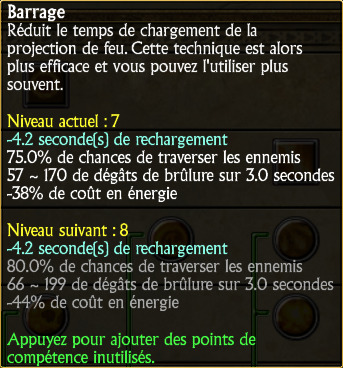 Barrage
Réduit le temps de chargement de la
projection de feu. Cette technique est alors
plus efficace et vous pouvez l'utiliser plus
souvent.
Niveau actuel : 7
-4.2 seconde(s) de rechargement
75.0% de chances de traverser les ennemis
57 ~ 170 de dégâts de brûlure sur 3.0 secondes
-38% de coût en énergie
Niveau suivant : 8
-4.2 seconde(s) de rechargement
80.0% de chances de traverser les ennemis
66 ~ 199 de dégâts de brûlure sur 3.0 secondes
-44% de coût en énergie
Appuyez pour ajouter des points de
compétence inutilisés.